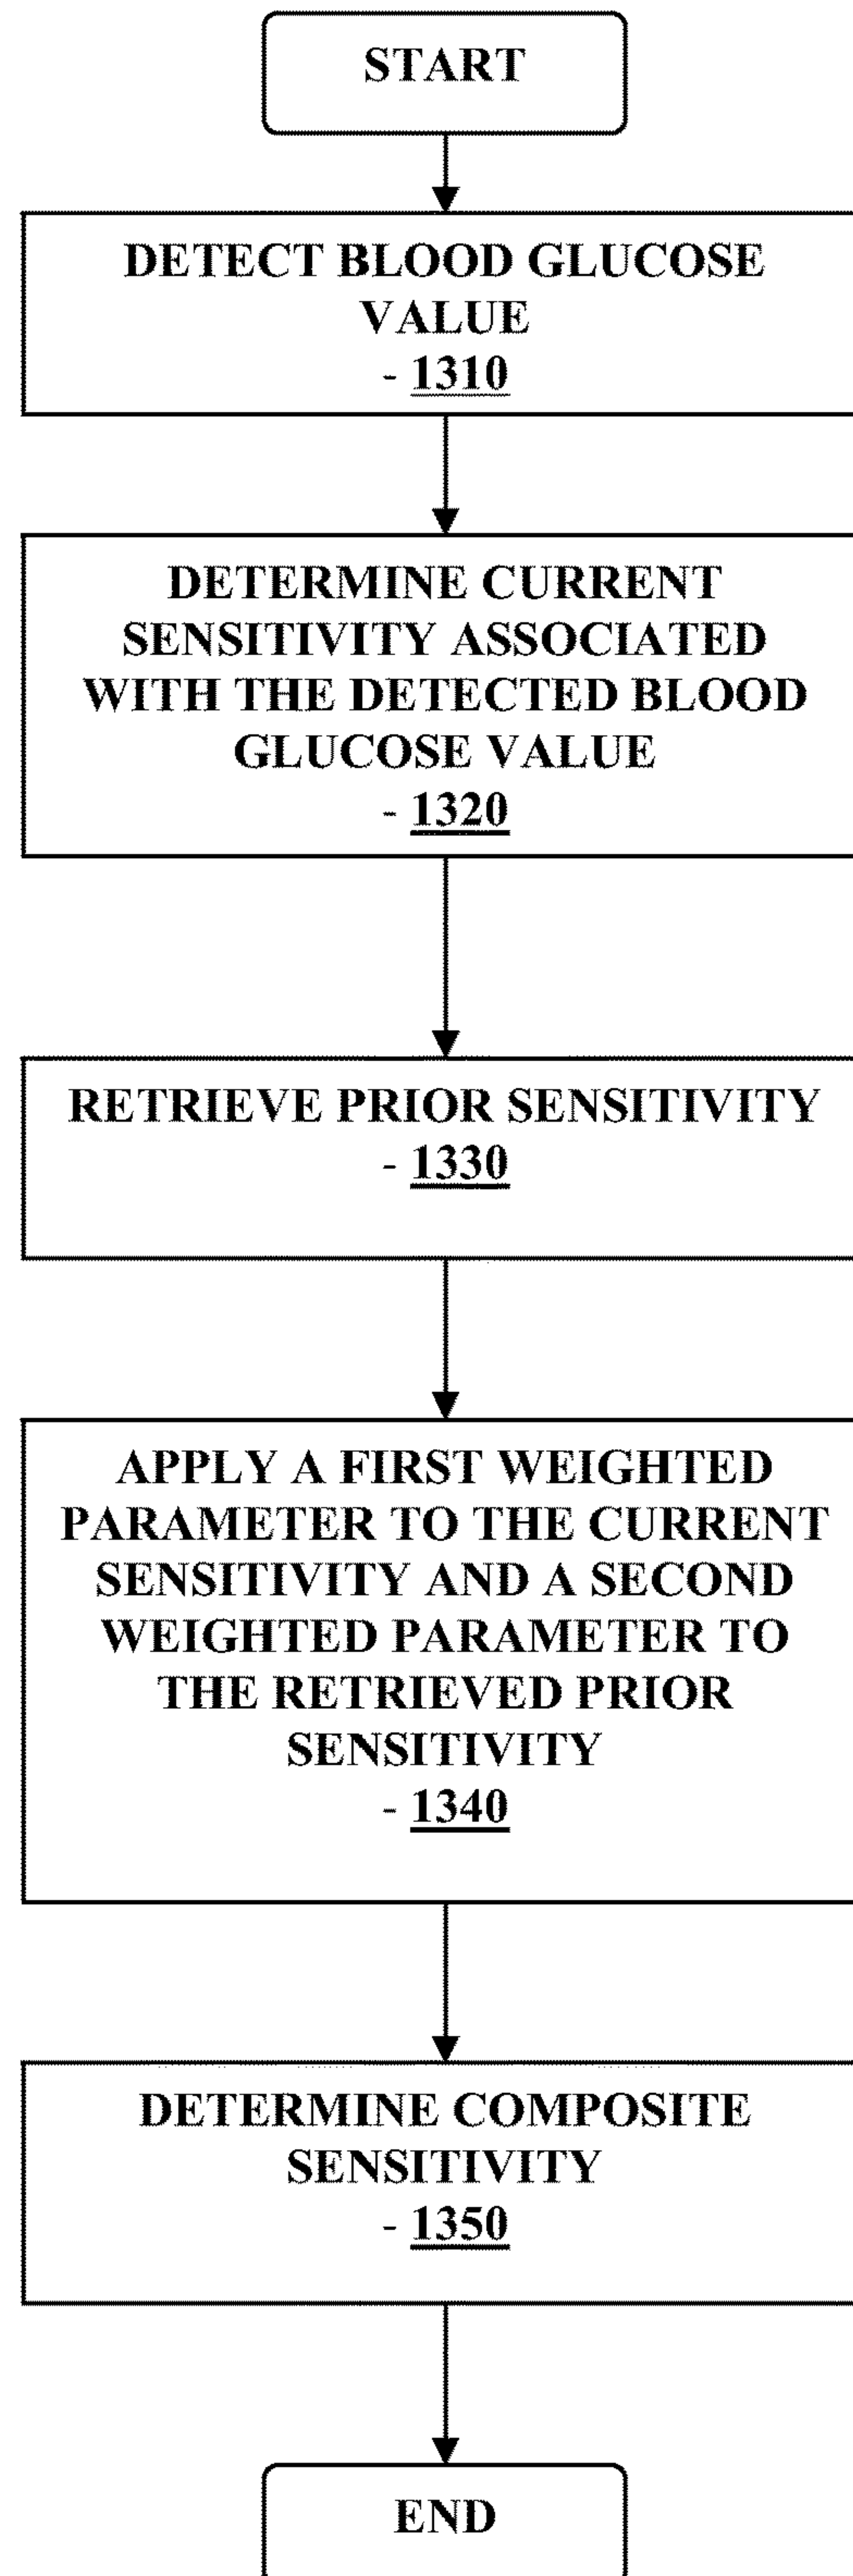 START
DETECT BLOOD GLUCOSE
VALUE
- 1310
DETERMINE CURRENT
SENSITIVITY ASSOCIATED
WITH THE DETECTED BLOOD
GLUCOSE VALUE
- 1320
RETRIEVE PRIOR SENSITIVITY
- 1330
APPLY A FIRST WEIGHTED
PARAMETER TO THE CURRENT
SENSITIVITY AND A SECOND
WEIGHTED PARAMETER TO
THE RETRIEVED PRIOR
SENSITIVITY
- 1340
DETERMINE COMPOSITE
SENSITIVITY
- 1350
END